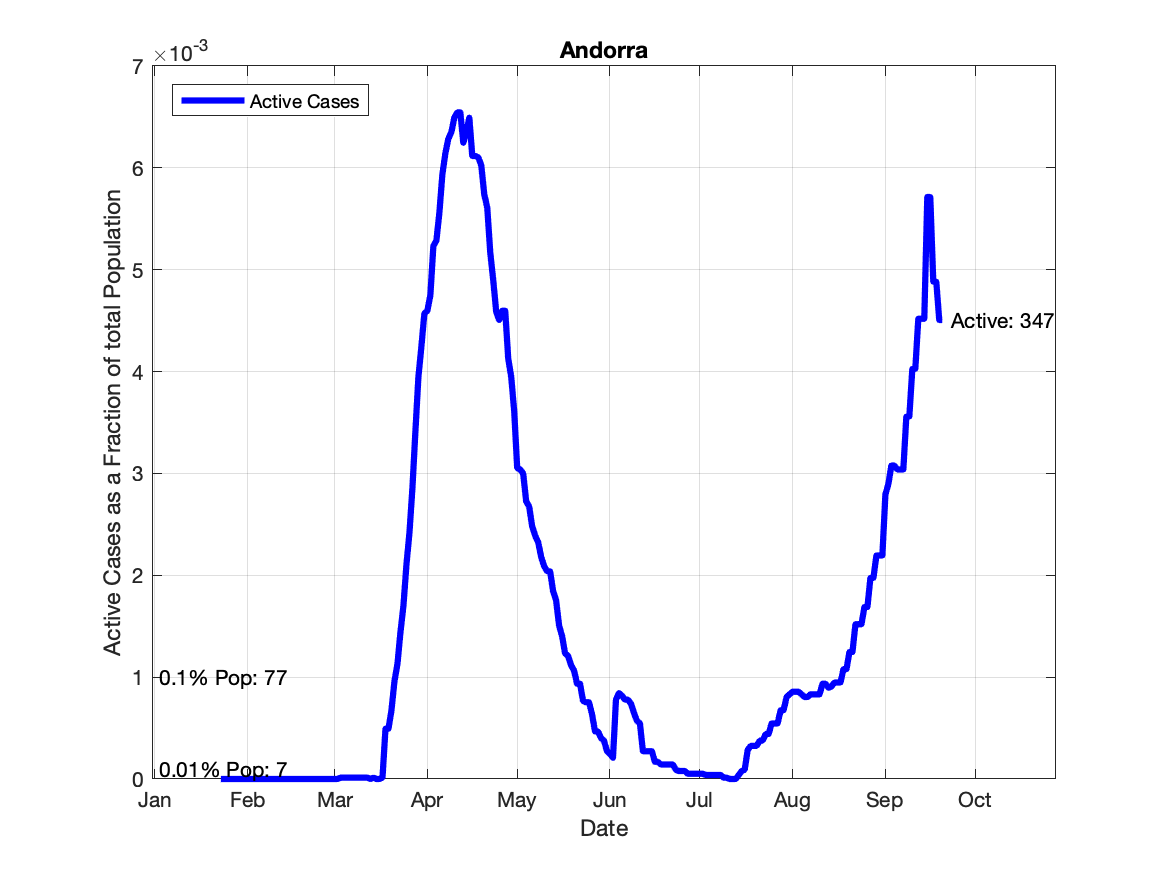 Andorra
×10-3
Active Cases
7
6
5
4
3
2
1
0
Active Cases as a Fraction of total Population
Active: 347
0.1% Pop: 77
0.01% Pop: 7
Jan Feb Mar Apr May Jun Jul Aug Sep Oct
Date